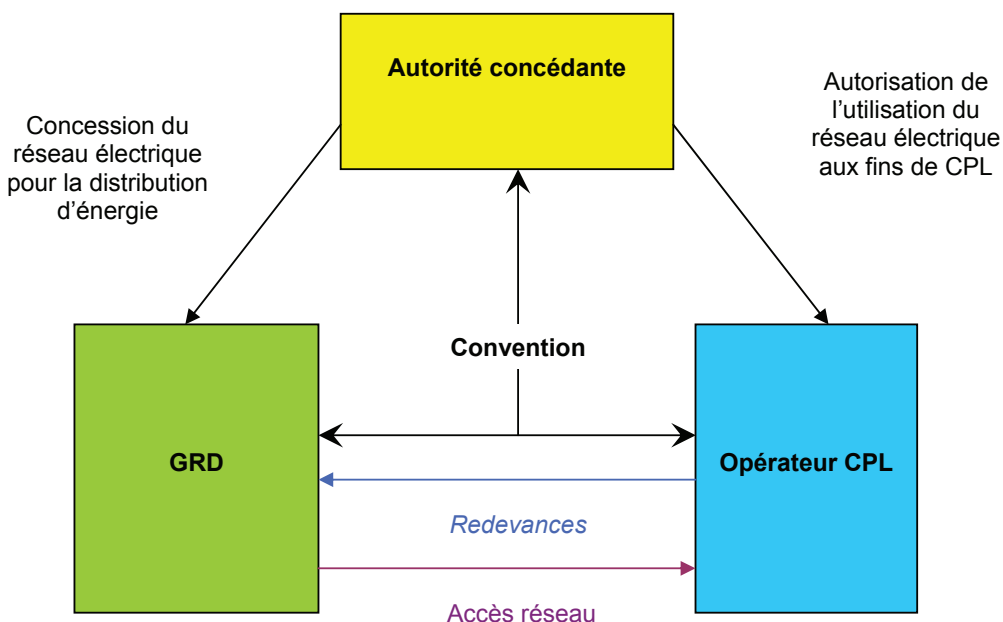 Autorité concédante
Concession du
réseau électrique
pour la distribution
d’énergie
Autorisation de
l’utilisation du
réseau électrique
aux fins de CPL
Convention
GRD
Opérateur CPL
Redevances
Accès réseau